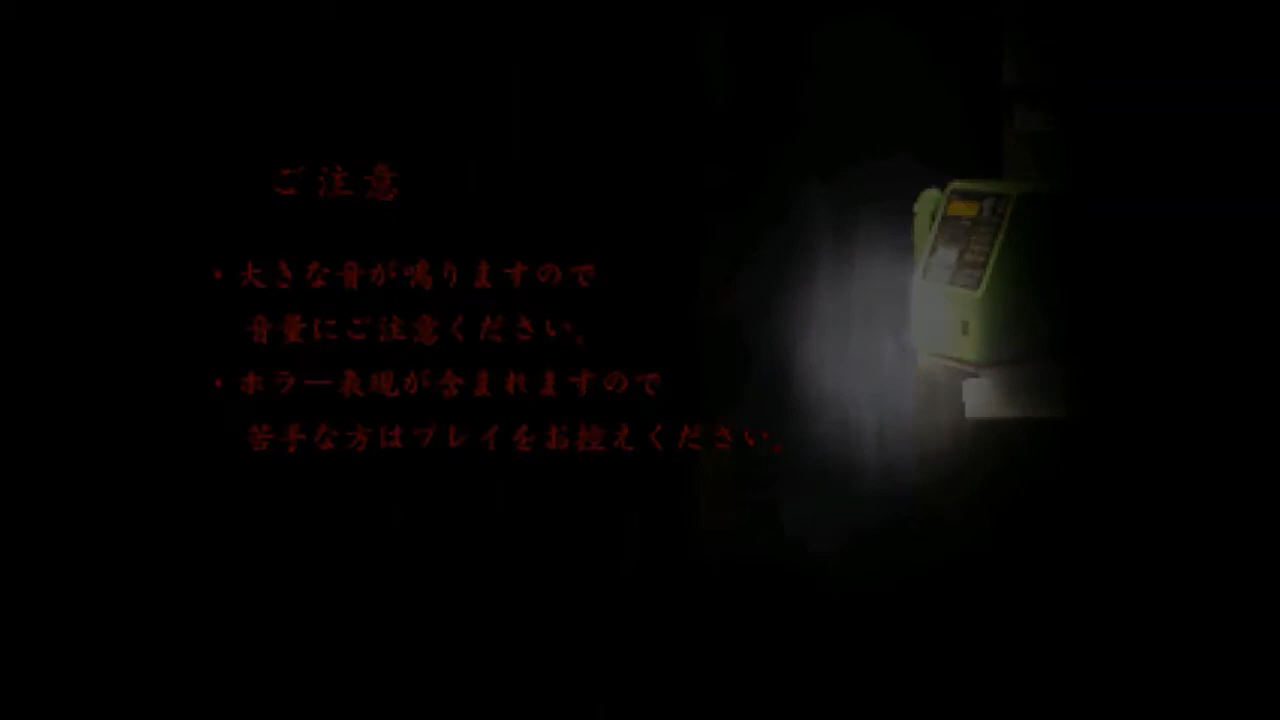 ご注意
・大きな音が鳴りますので
音量にご注意ください。
・ホラー表現が含まれますので
苦手な方はプレイをお控えください。